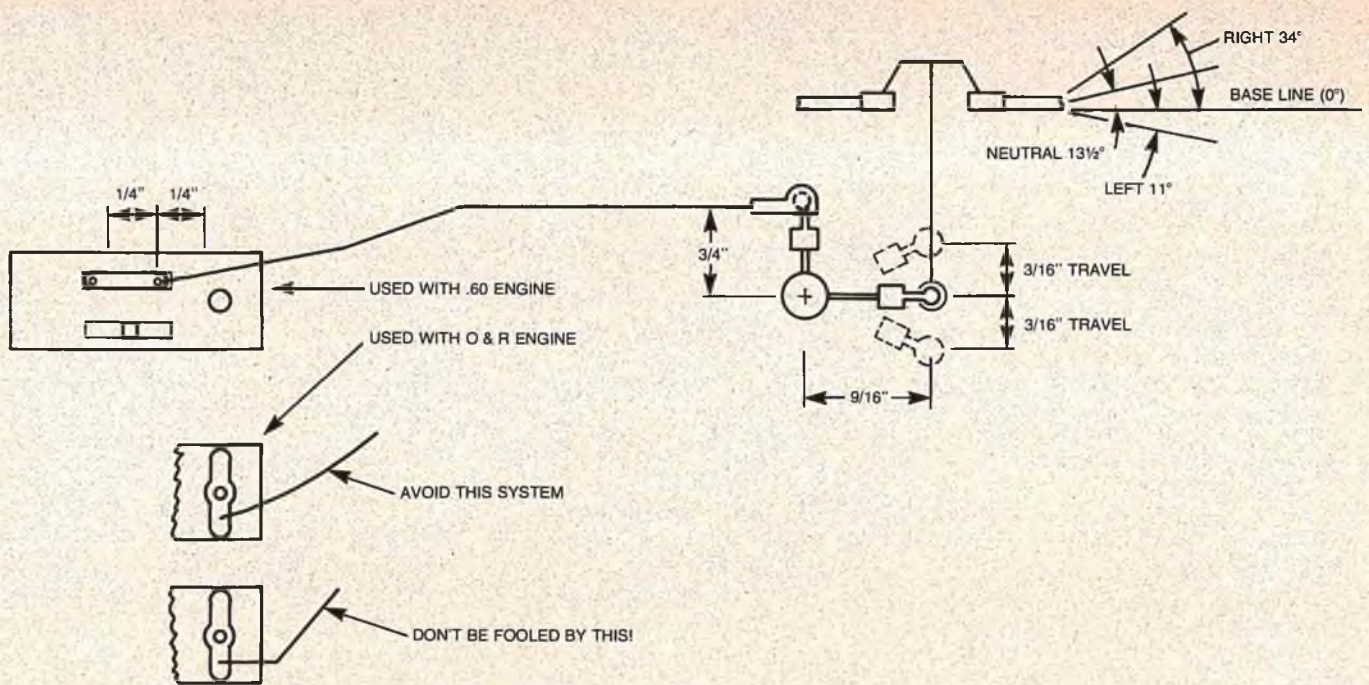 RIGHT 34°
BASE LINE (0°)
NEUTRAL 13½°
LEFT 11°
1/4" 1/4"
3/4"
3/16" TRAVEL
USED WITH .60 ENGINE
3/16" TRAVEL
USED WITH O & R ENGINE
9/16"
AVOID THIS SYSTEM
DON'T BE FOOLED BY THIS!